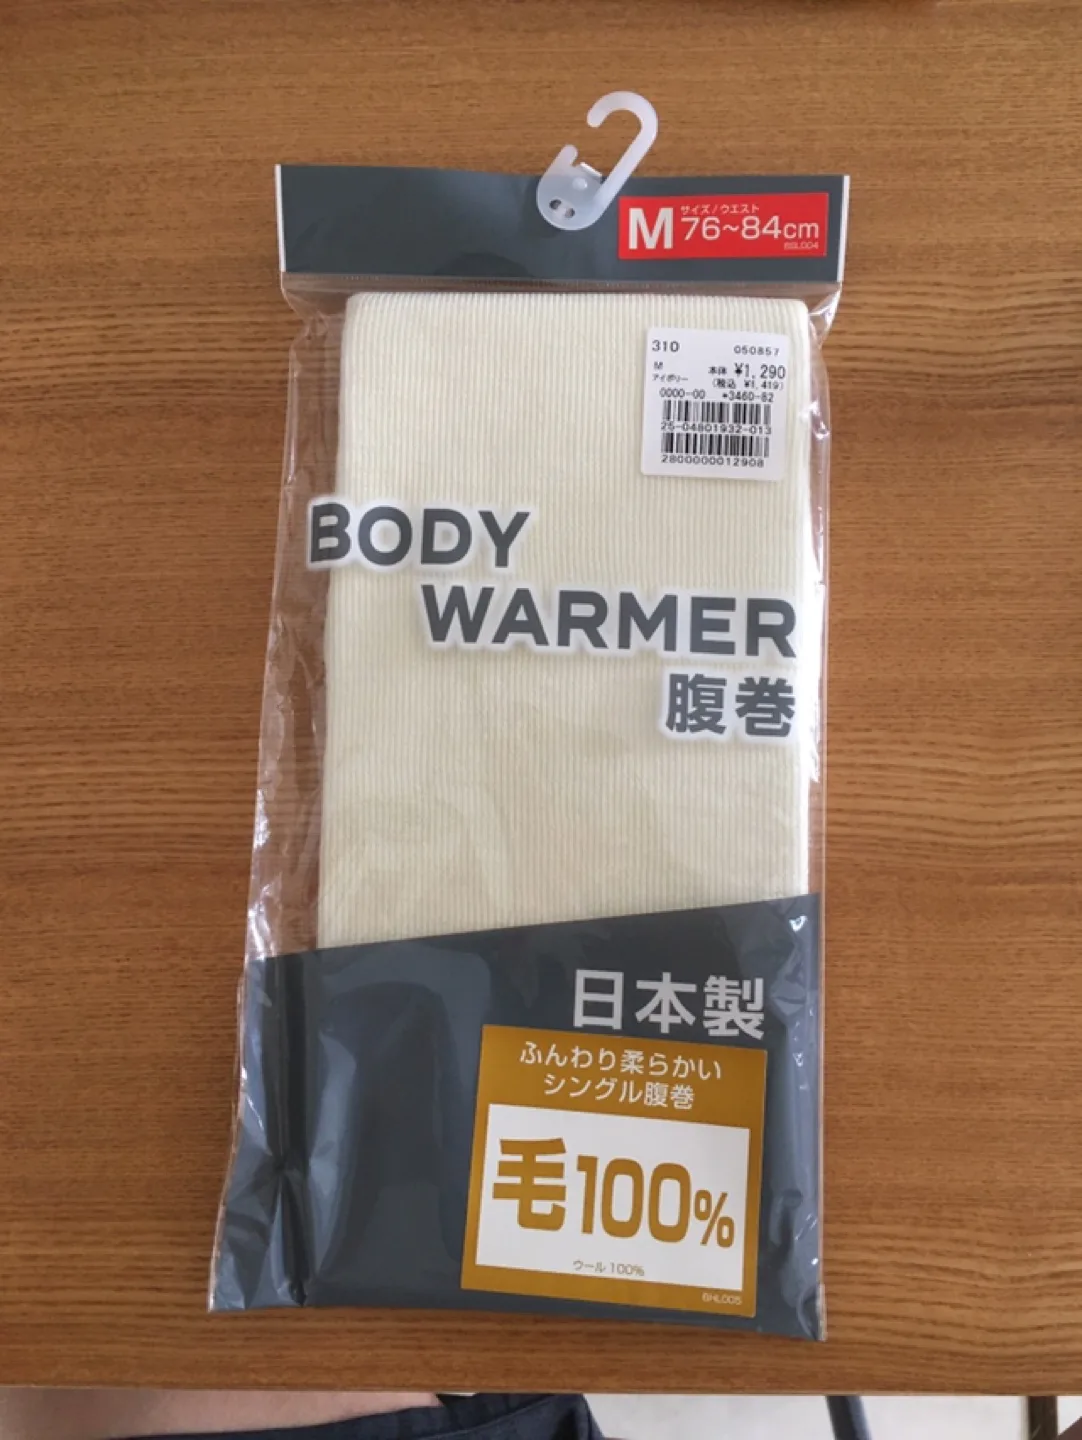 M
サイズ/ウエスト
76~84cm
BSL004
310 050857
M 本体 ¥1,290
アイボリー (税込 ¥1,419)
0000-00 *3460-82
25-04801932-013
2800000012908
BODY
WARMER
腹巻
日本製
ふんわり柔らかい
シングル腹巻
毛100%
ウール100%
BHL005